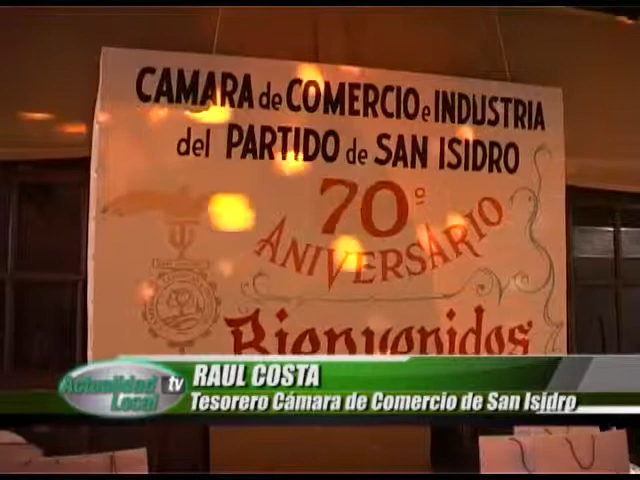 CAMARA de COMERCIO e INDUSTRIA
del PARTIDO de SAN ISIDRO
70º
ANIVERSARIO
Bienvenidos
Actualidad Local tv
RAUL COSTA
Tesorero Cámara de Comercio de San Isidro